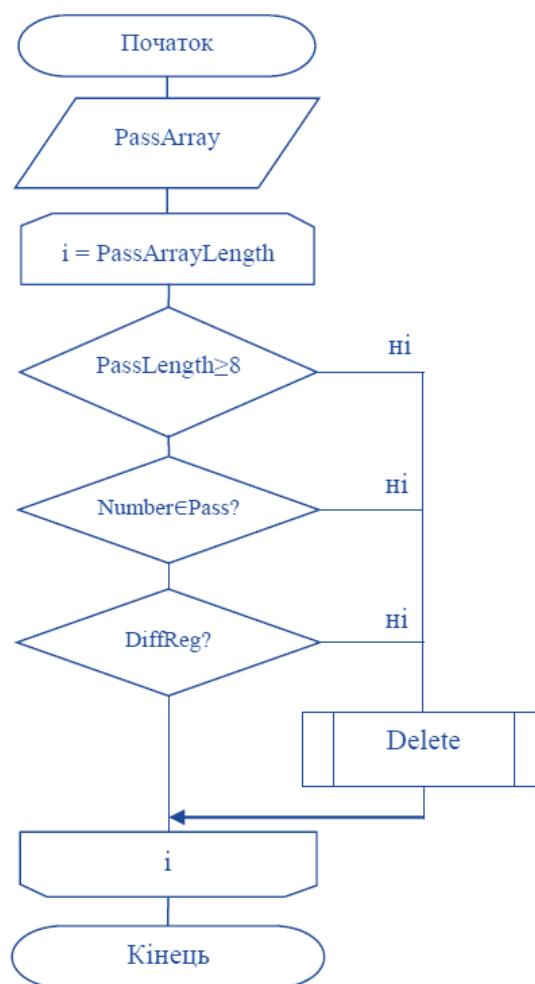 Початок
PassArray
i = PassArrayLength
PassLength≥8
ні
Number∈Pass?
ні
DiffReg?
ні
Delete
i
Кінець